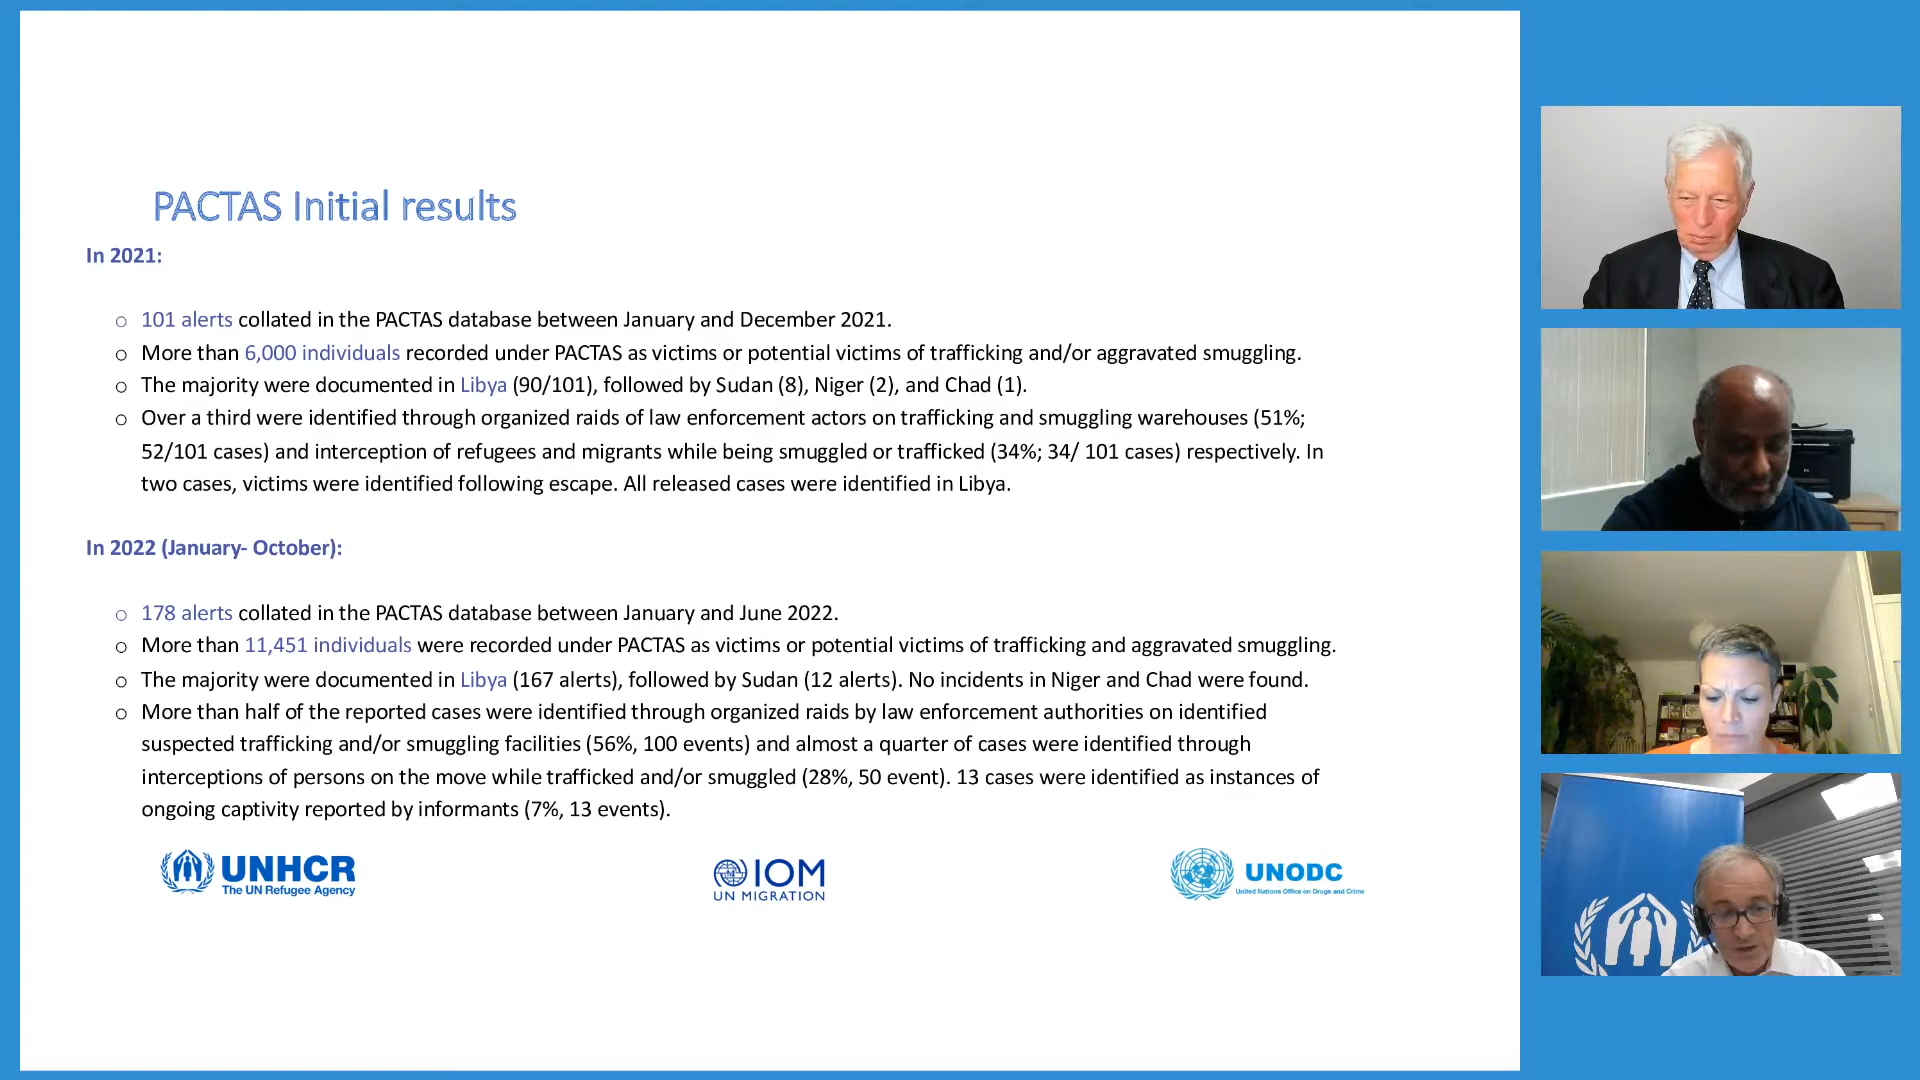 PACTAS Initial results
In 2021:
○ 101 alerts collated in the PACTAS database between January and December 2021.
○ More than 6,000 individuals recorded under PACTAS as victims or potential victims of trafficking and/or aggravated smuggling.
○ The majority were documented in Libya (90/101), followed by Sudan (8), Niger (2), and Chad (1).
○ Over a third were identified through organized raids of law enforcement actors on trafficking and smuggling warehouses (51%;
52/101 cases) and interception of refugees and migrants while being smuggled or trafficked (34%; 34/ 101 cases) respectively. In
two cases, victims were identified following escape. All released cases were identified in Libya.
In 2022 (January- October):
○ 178 alerts collated in the PACTAS database between January and June 2022.
○ More than 11,451 individuals were recorded under PACTAS as victims or potential victims of trafficking and aggravated smuggling.
○ The majority were documented in Libya (167 alerts), followed by Sudan (12 alerts). No incidents in Niger and Chad were found.
○ More than half of the reported cases were identified through organized raids by law enforcement authorities on identified
suspected trafficking and/or smuggling facilities (56%, 100 events) and almost a quarter of cases were identified through
interceptions of persons on the move while trafficked and/or smuggled (28%, 50 event). 13 cases were identified as instances of
ongoing captivity reported by informants (7%, 13 events).
UNHCR
The UN Refugee Agency
IOM
UN MIGRATION
UNODC
United Nations Office on Drugs and Crime